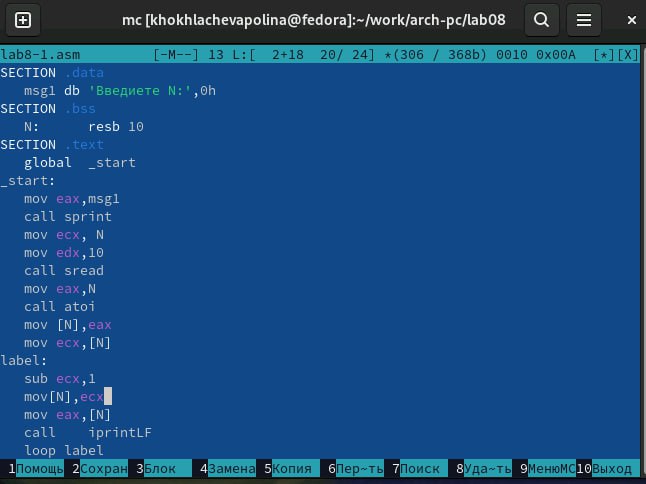 mc [khokhlachevapolina@fedora]:~/work/arch-pc/lab08
lab8-1.asm [-M--] 13 L:[ 2+18 20/ 24] *(306 / 368b) 0010 0x00A [*][X]
SECTION .data
msg1 db 'Введиете N:',0h
SECTION .bss
N: resb 10
SECTION .text
global _start
_start:
mov eax,msg1
call sprint
mov ecx, N
mov edx,10
call sread
mov eax,N
call atoi
mov [N],eax
mov ecx,[N]
label:
sub ecx,1
mov[N],ecx
mov eax,[N]
call iprintLF
loop label
1Помощь 2Сохран 3Блок 4Замена 5Копия 6Пер~ть 7Поиск 8Уда~ть 9МенюMC 10Выход